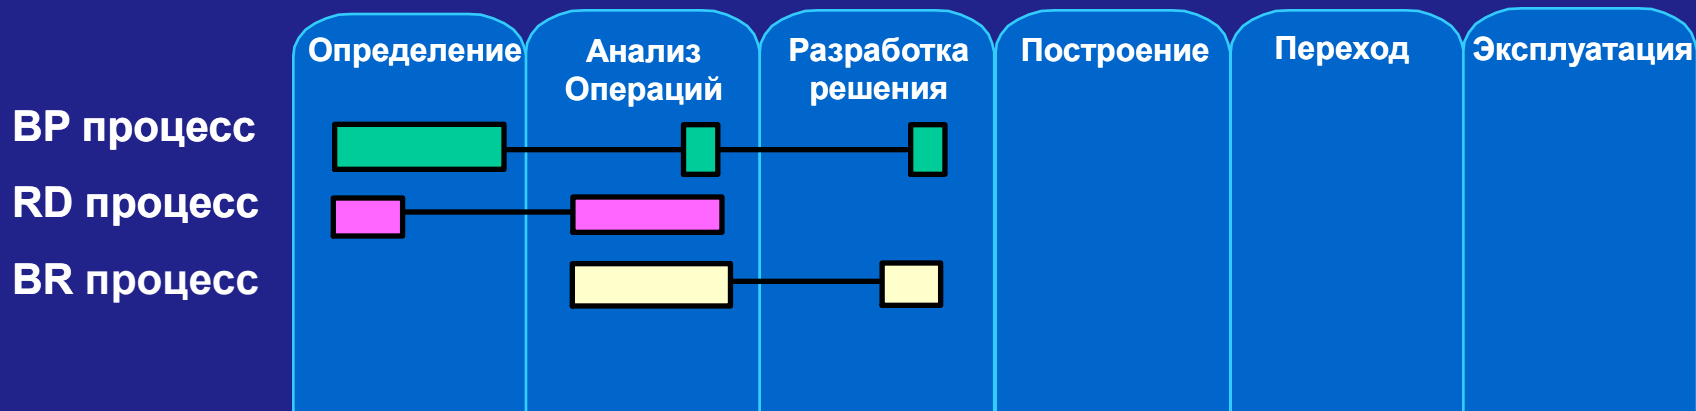 Определение
Анализ
Операций
Разработка
решения
Построение
Переход
Эксплуатация
BP процесс
RD процесс
BR процесс